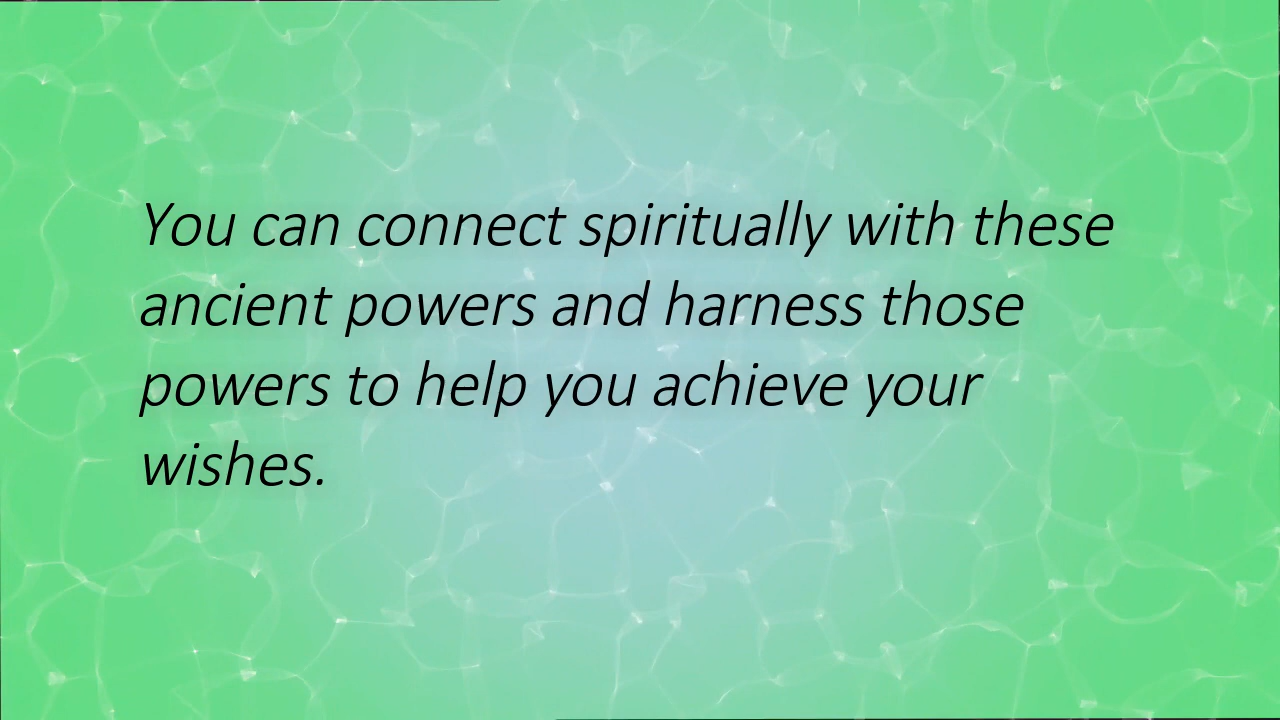 You can connect spiritually with these
ancient powers and harness those
powers to help you achieve your
wishes.